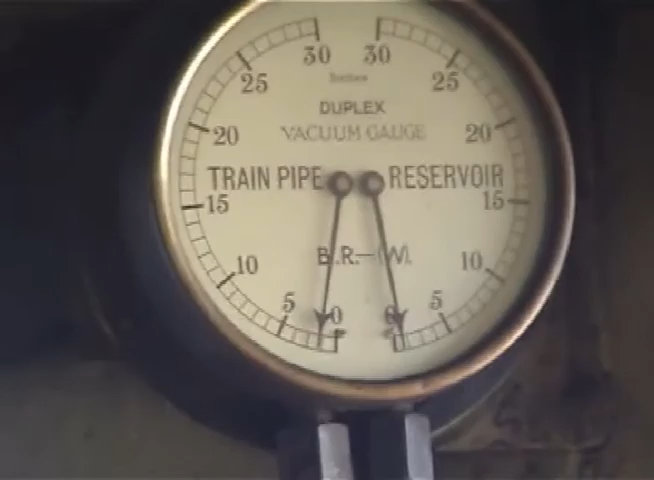 30 30
25 Inches 25
DUPLEX
20 VACUUM GAUGE 20
TRAIN PIPE RESERVOIR
15 15
B.R.-(W).
10 10
5 0 0 5